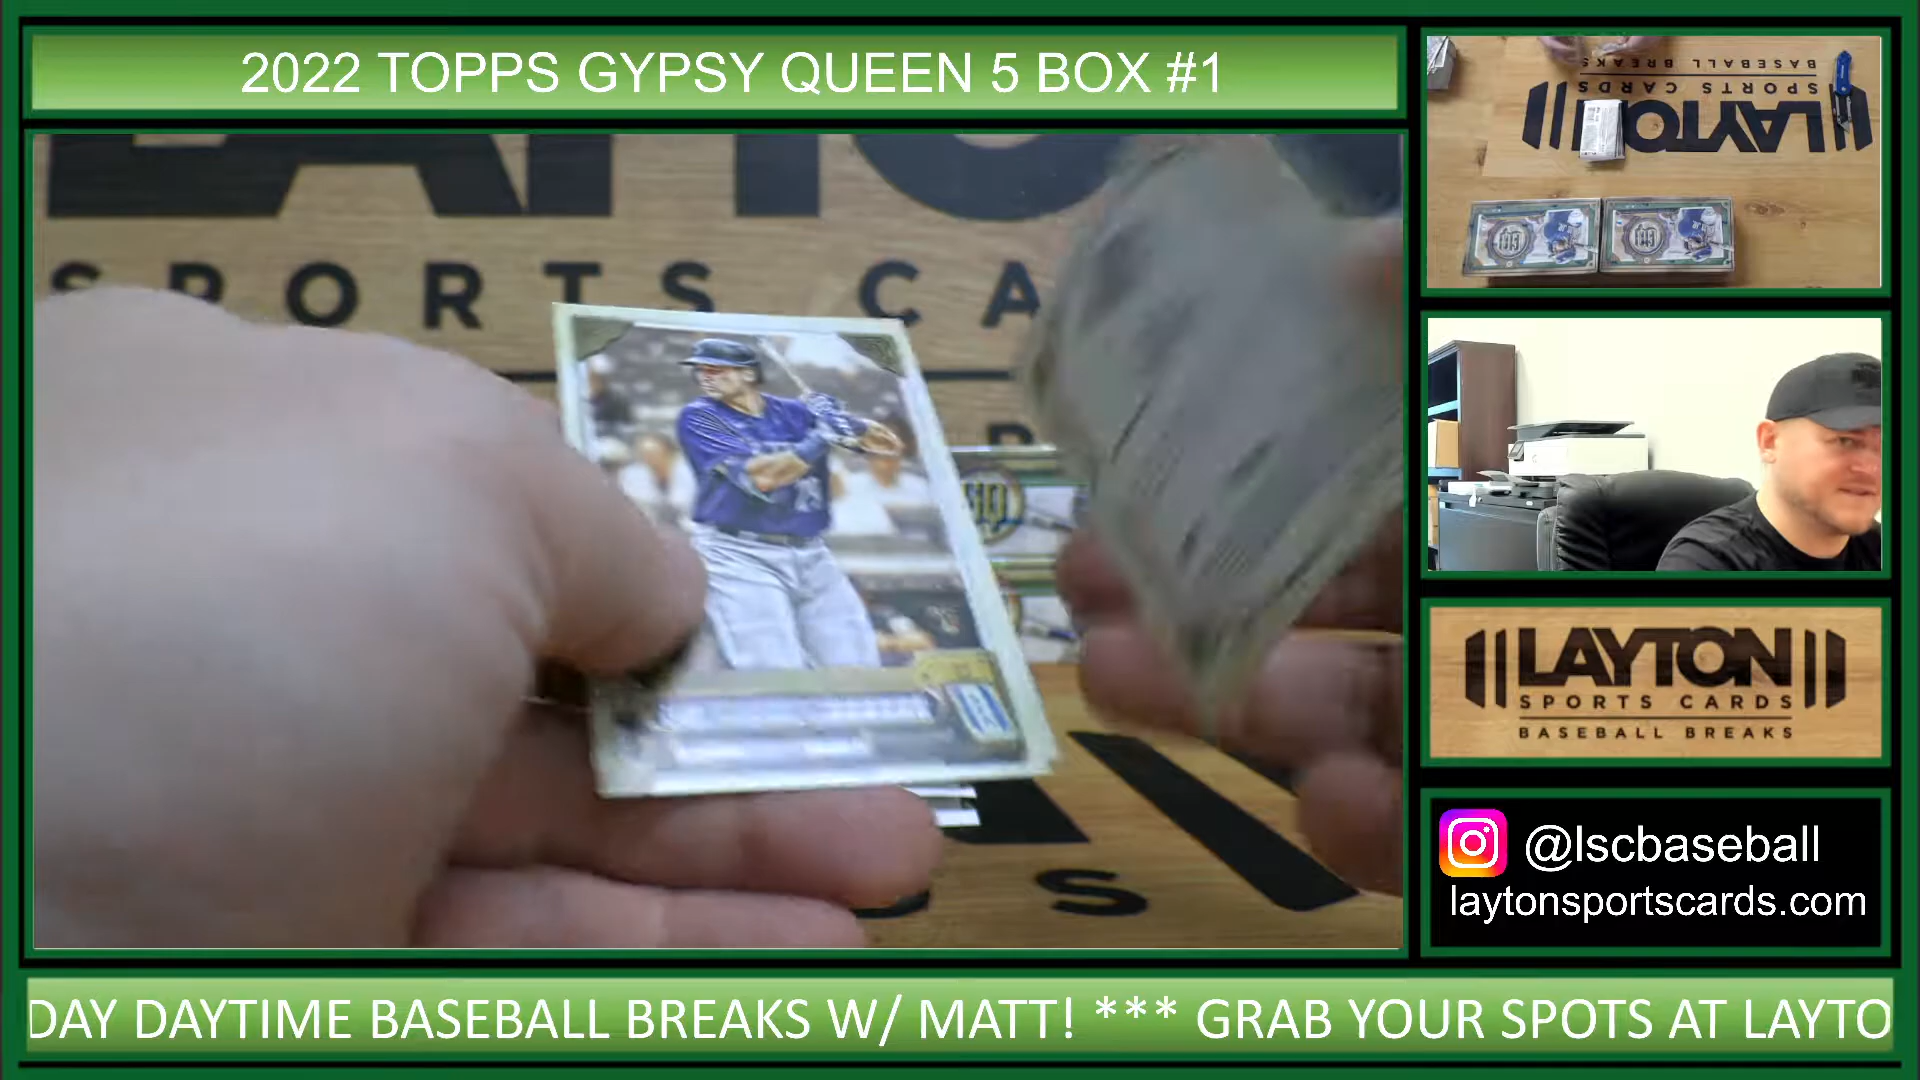 2022 TOPPS GYPSY QUEEN 5 BOX #1
SPORTS CA
LAYTON
SPORTS CARDS
BASEBALL BREAKS
GQ
LAYTON
SPORTS CARDS
BASEBALL BREAKS
@lscbaseball
laytonsportscards.com
DAY DAYTIME BASEBALL BREAKS W/ MATT! *** GRAB YOUR SPOTS AT LAYTO